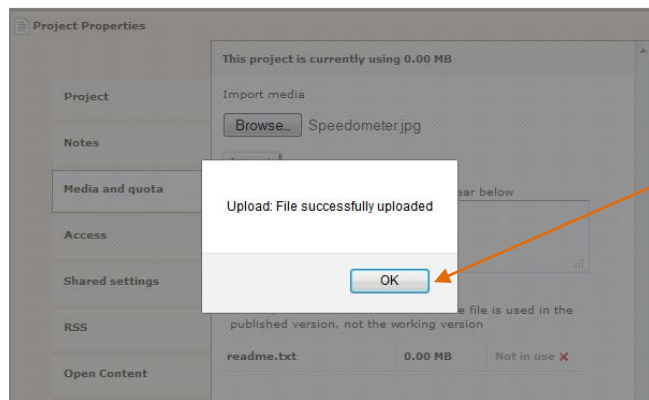 Project Properties
This project is currently using 0.00 MB
Project
Import media
Browse_ Speedometer.jpg
Notes
Media and quota
ear below
Upload: File successfully uploaded
Access
OK
Shared settings
e file is used in the
RSS
published version, not the working version
readme.txt 0.00 MB Not in use X
Open Content